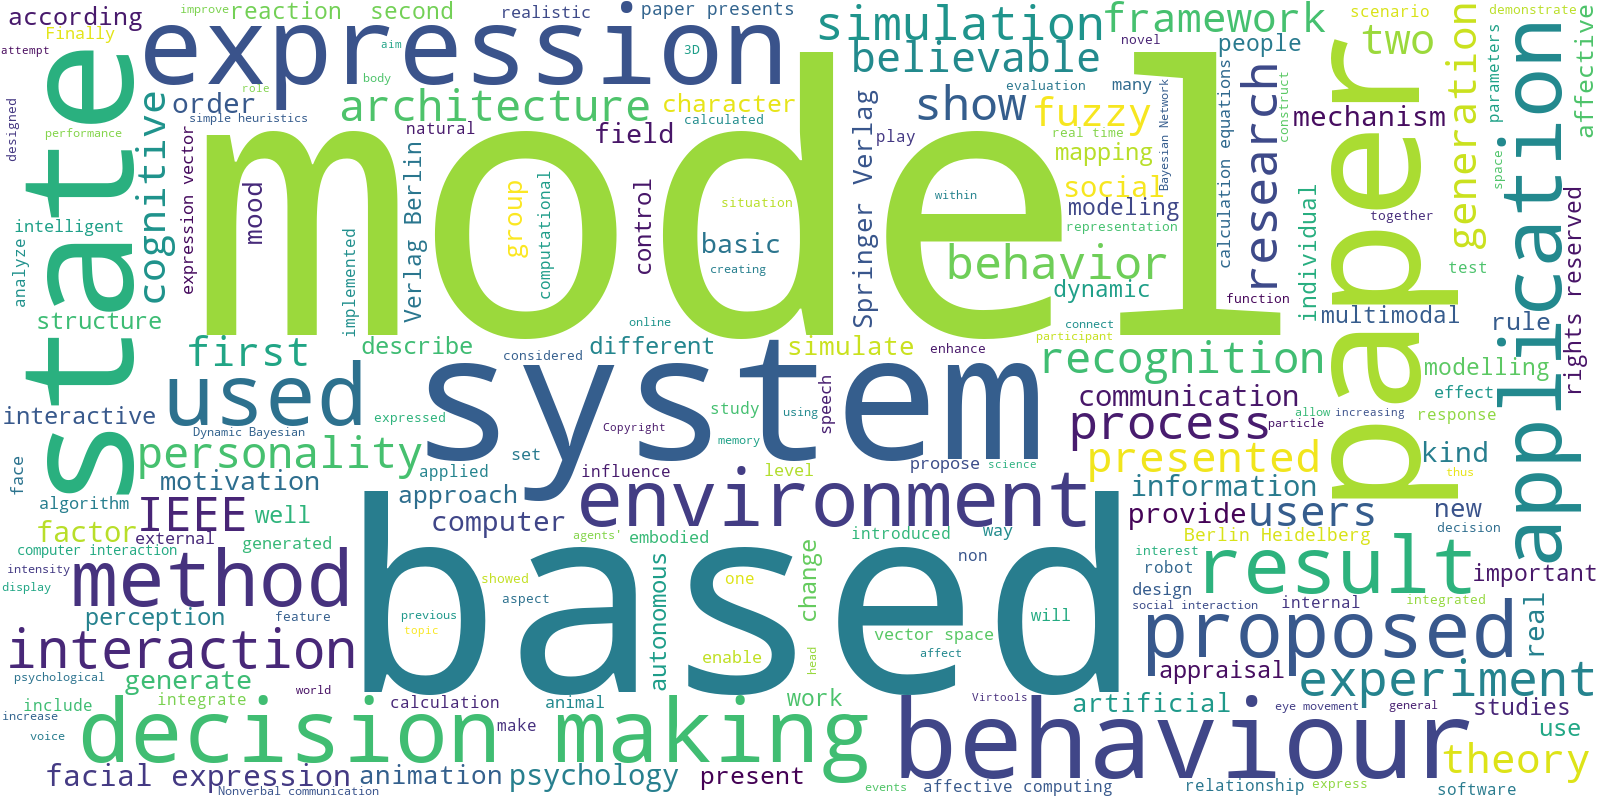 according
improve
reaction
second
realistic
paper presents
simulation
framework
scenario
demonstrate
attempt
Finally
expression
aim
3D
believable
novel
people
two
generation
state
role
body
order
architecture
character
evaluation
many
show
fuzzy
research
paper
parameters
application
affective
designed
performance
cognitive
simple heuristics
natural
calculated
field
play
real time
mapping
Bayesian Network
calculation equations
construct
mechanism
space
model
expression vector
mood
Verlag Berlin
computational
group
control
situation
within
Springer Verlag
social
modeling
representation
together
rights reserved
intelligent
analyze
implemented
basic
creating
behavior
dynamic
individual
test
structure
online
connect
participant
function
multimodal
rule
first
describe
considered
different
simulate
enhance
recognition
modelling
used
system
communication
effect
interactive
Dynamic Bayesian
expressed
Copyright
study
using
speech
process
allow
increasing
particle
response
personality
set
memory
presented
kind
face
motivation
applied
influence
level
propose
science
thus
algorithm
IEEE
approach
environment
information
new
factor
well
computer
provide
users
decision
external
generated
agents'
embodied
introduced
way
Berlin Heidelberg
computer interaction
intensity
display
method
based
showed
autonomous
one
change
non
interest
robot
design
result
important
perception
feature
aspect
previous
topic
will
social interaction
internal
integrated
interaction
vector space
affect
enable
head
proposed
real
psychological
generate
world
appraisal
experiment
include
integrate
calculation
animal
work
Virtools
artificial
eye movement
general
studies
increase
voice
decision making
make
behaviour
use
theory
facial expression
animation
psychology
present
events
affective computing
relationship
express
software
Nonverbal communication